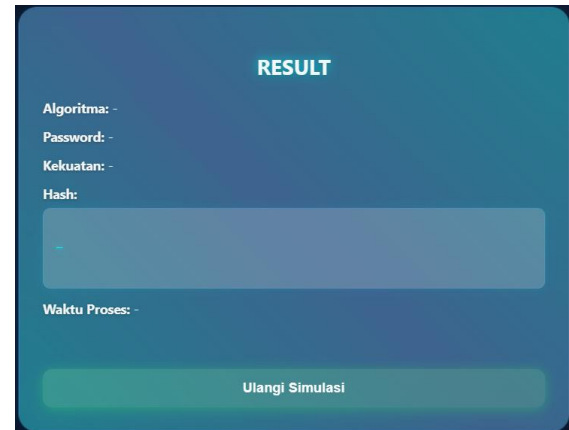 RESULT
Algoritma: -
Password: -
Kekuatan: -
Hash:
-
Waktu Proses: -
Ulangi Simulasi